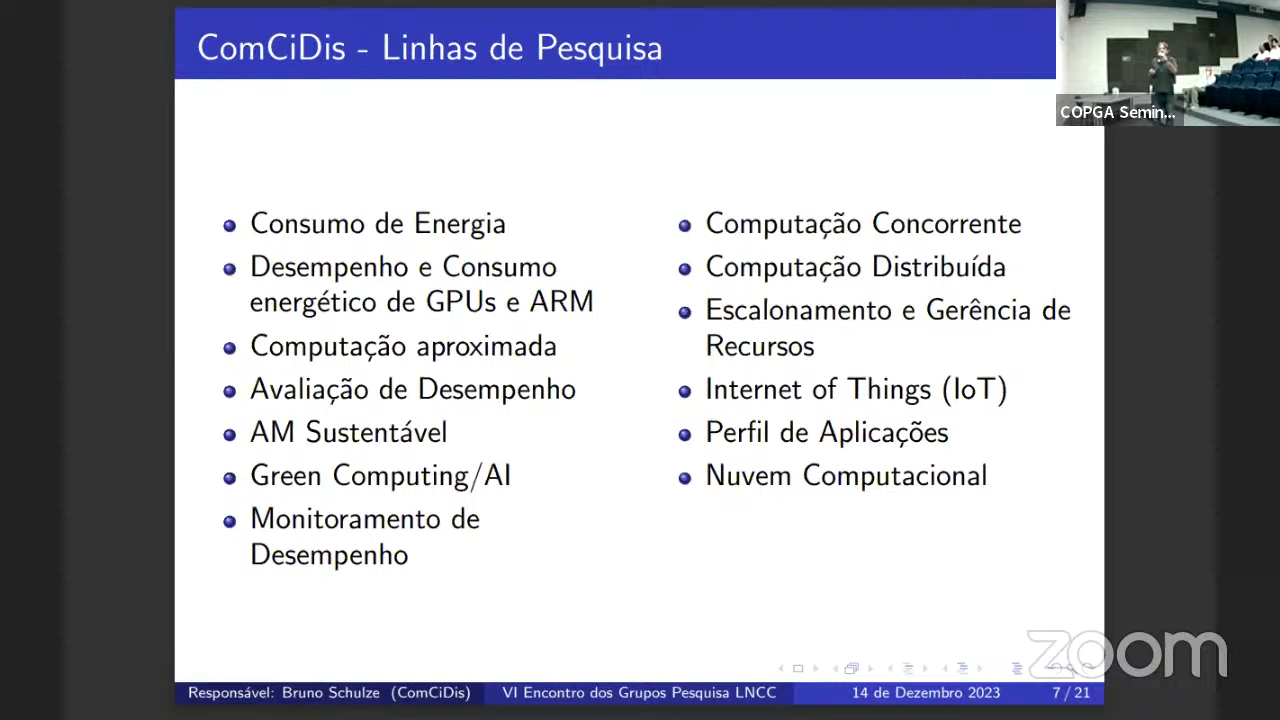 ComCiDis - Linhas de Pesquisa
COPGA Semin...
Consumo de Energia
Desempenho e Consumo
energético de GPUs e ARM
Computação aproximada
Avaliação de Desempenho
AM Sustentável
Green Computing/AI
Monitoramento de
Desempenho
Computação Concorrente
Computação Distribuída
Escalonamento e Gerência de
Recursos
Internet of Things (IoT)
Perfil de Aplicações
Nuvem Computacional
zoom
Responsável: Bruno Schulze (ComCiDis) VI Encontro dos Grupos Pesquisa LNCC 14 de Dezembro 2023 7 / 21